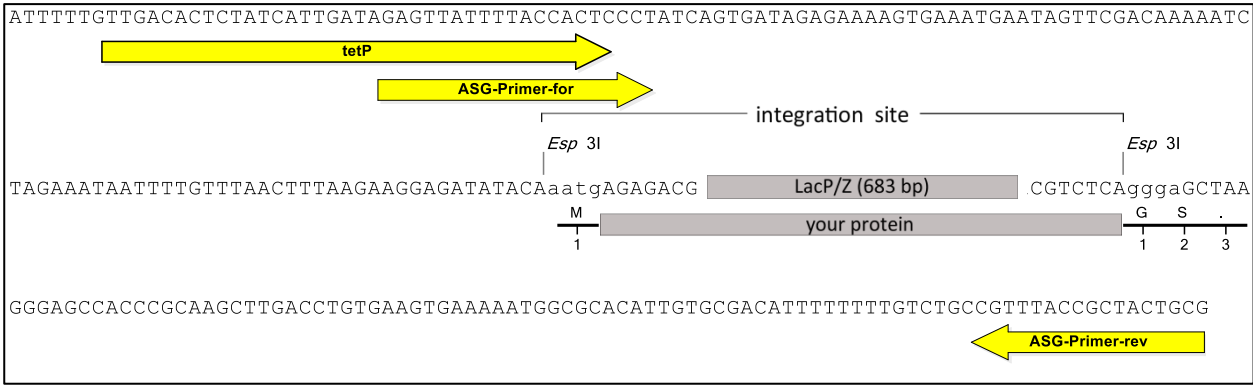 ATTTTTGTTGACACTCTATCATTGATAGAGTTATTTTACCACTCCCTATCAGTGATAGAGAAAAGTGAAATGAATAGTTCGACAAAAATC
tetP
ASG-Primer-for
integration site
Esp 3I Esp 3I
TAGAAATAATTTTGTTTAACTTTAAGAAGGAGATATACAaatgAGAGACG LacP/Z (683 bp) CGTCTCAgggaGCTAA
M your protein G S .
1 1 2 3
GGGAGCCACCCGCAAGCTTGACCTGTGAAGTGAAAAATGGCGCACATTGTGCGACATTTTTTTTGTCTGCCGTTTACCGCTACTGCG
ASG-Primer-rev